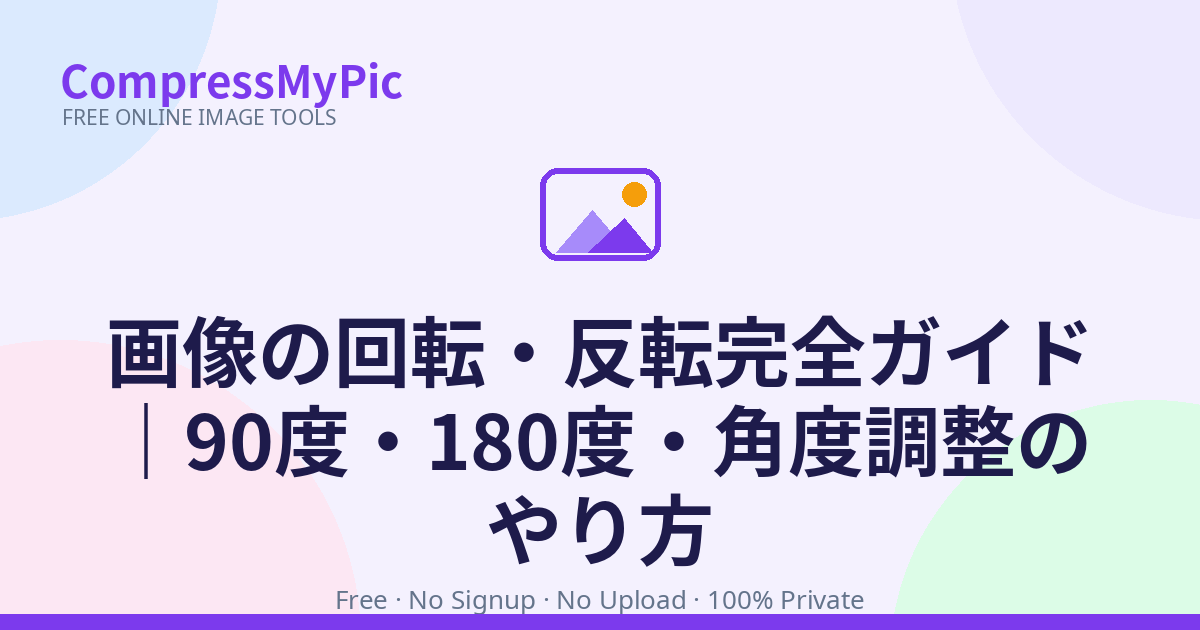 CompressMyPic
FREE ONLINE IMAGE TOOLS
画像の回転・反転完全ガイド
｜90度・180度・角度調整の
やり方
Free · No Signup · No Upload · 100% Private